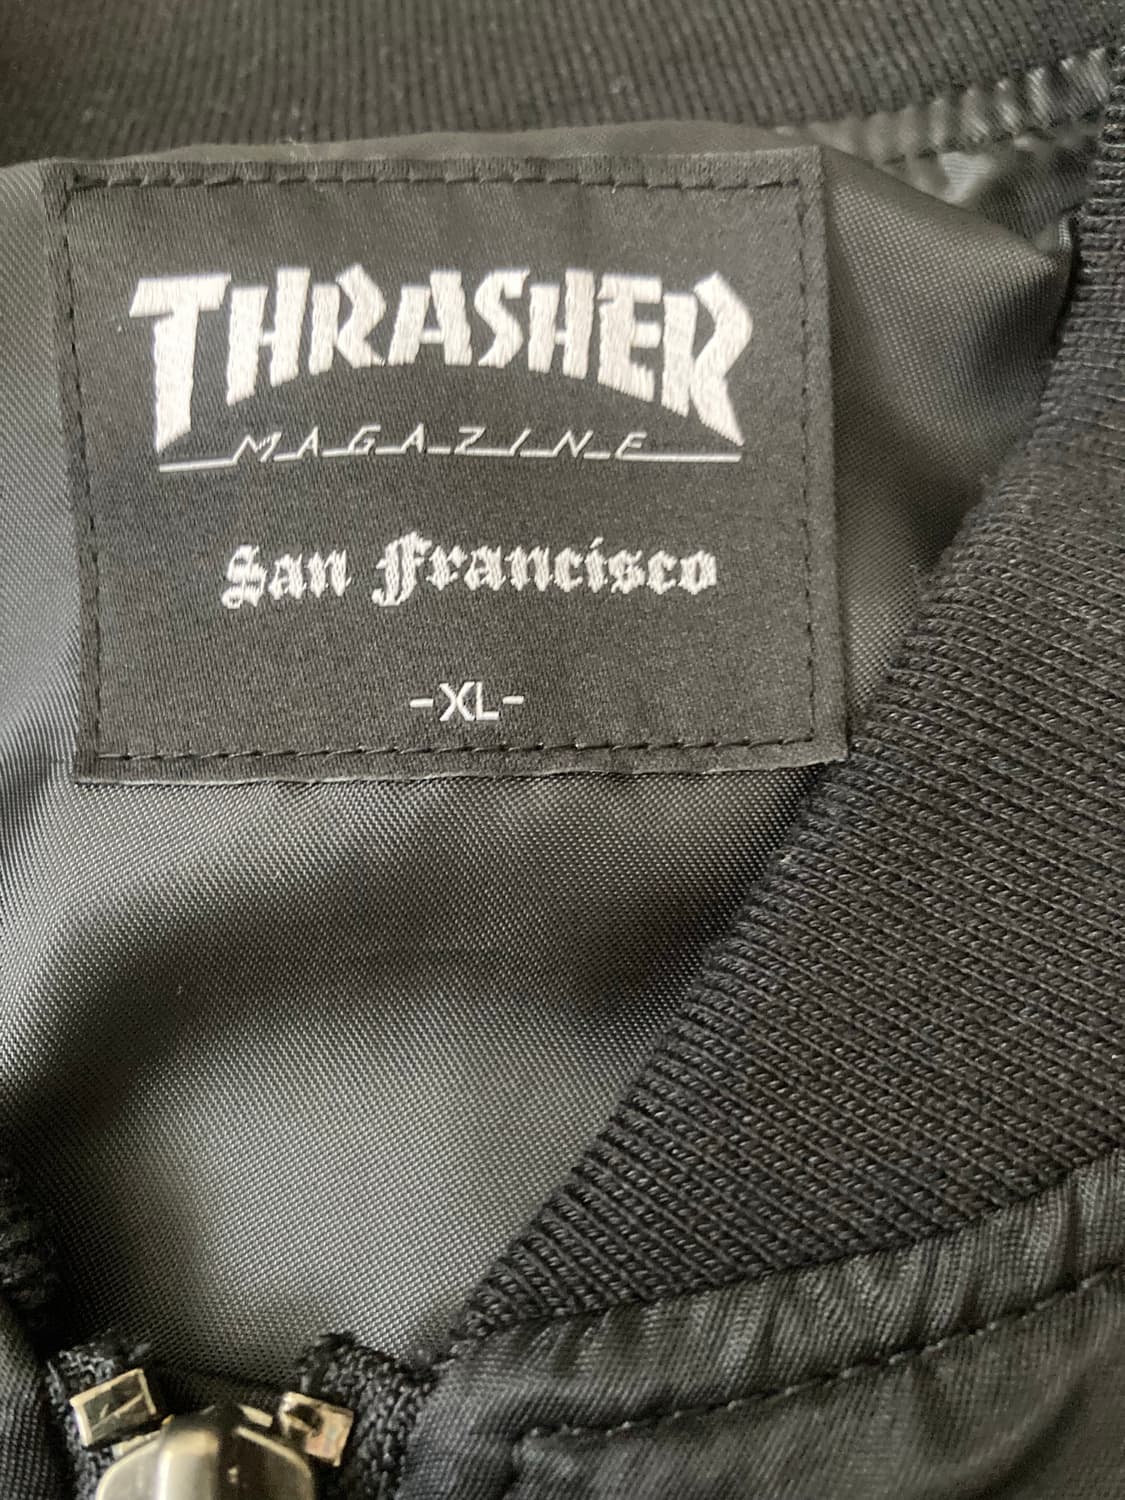 THRASHER
MAGAZINE
San Francisco
-XL-